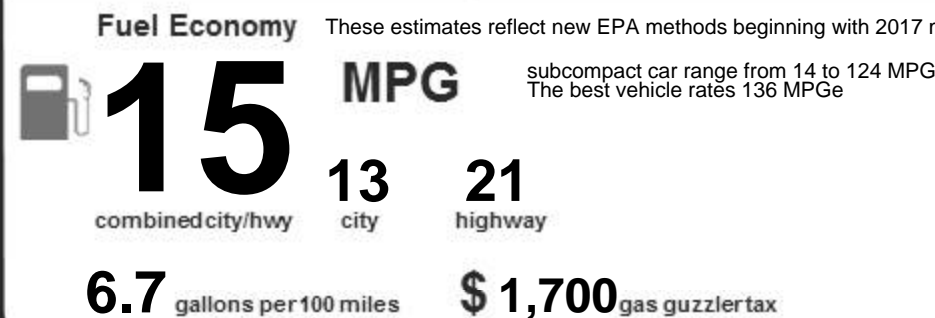 Fuel Economy These estimates reflect new EPA methods beginning with 2017
15 MPG
subcompact car range from 14 to 124 MPG
The best vehicle rates 136 MPGe
13 21
combined city/hwy city highway
6.7 gallons per 100 miles $ 1,700 gas guzzler tax